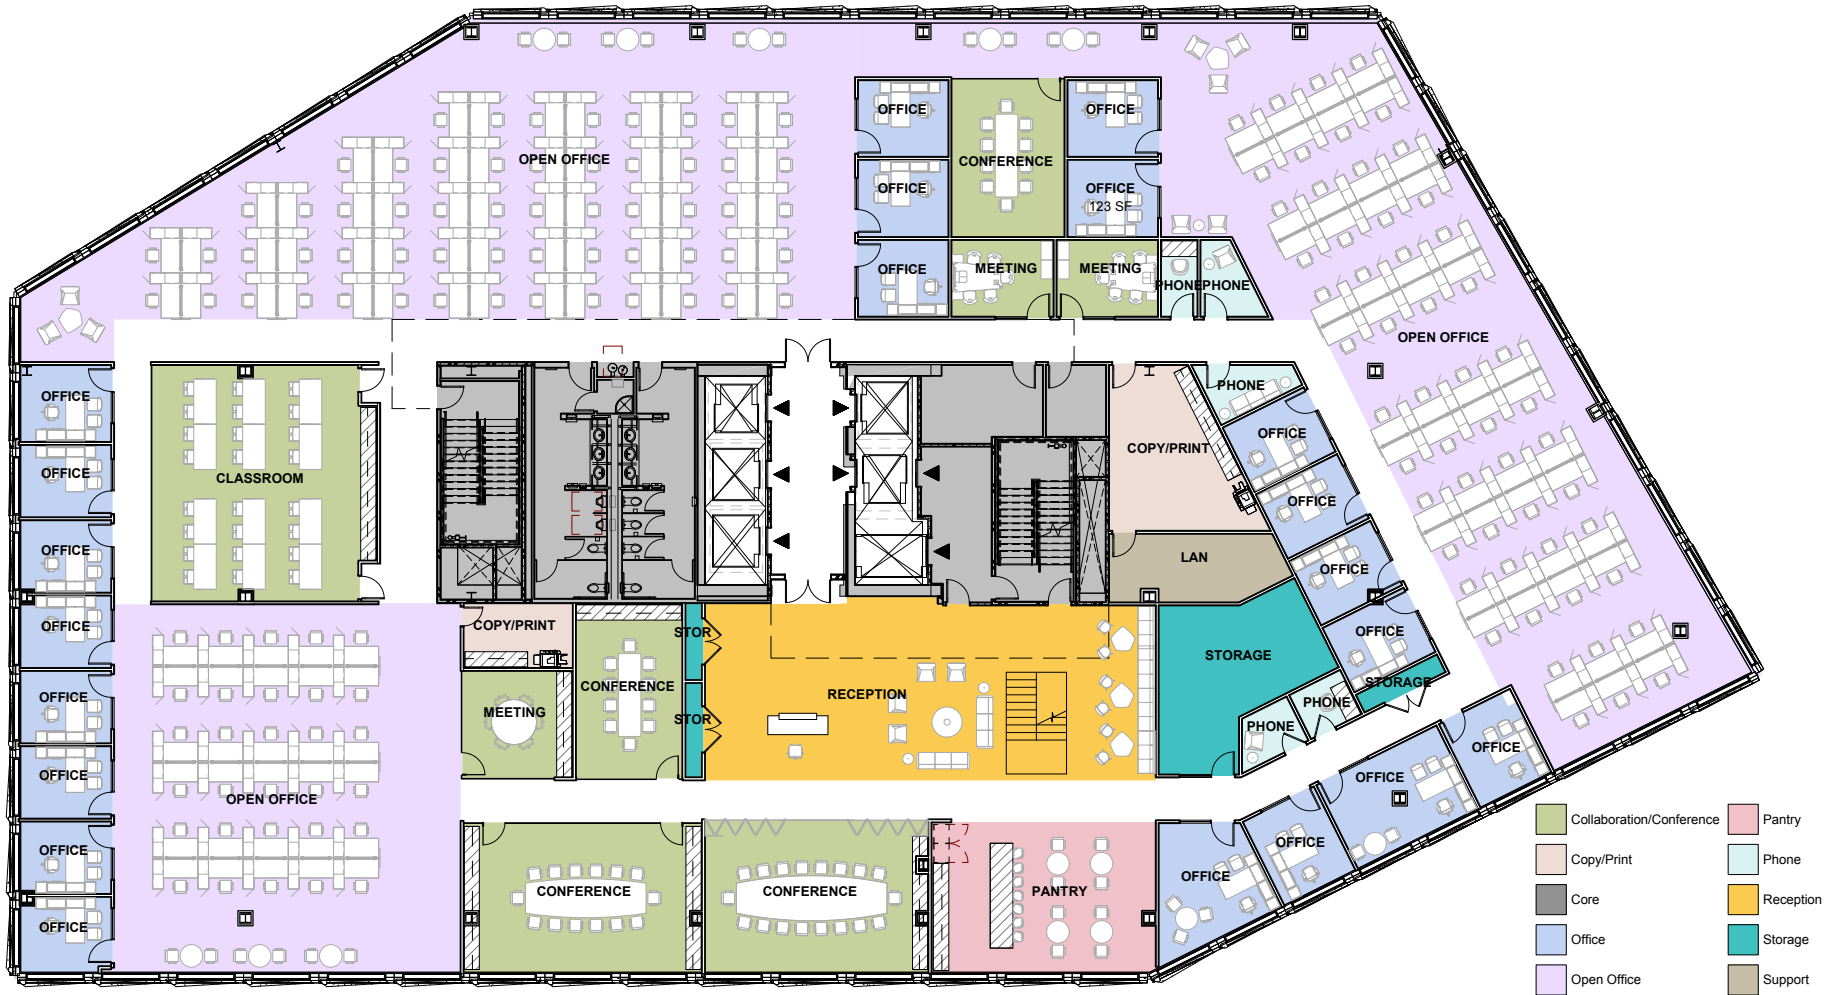 OFFICE
OFFICE
OPEN OFFICE
CONFERENCE
OFFICE
OFFICE
123 SF
OFFICE
MEETING
MEETING
PHONE
PHONE
OPEN OFFICE
OFFICE
PHONE
OFFICE
COPY/PRINT
OFFICE
CLASSROOM
OFFICE
OFFICE
LAN
OFFICE
OFFICE
COPY/PRINT
STOR
OFFICE
STORAGE
CONFERENCE
STORAGE
OFFICE
RECEPTION
PHONE
MEETING
STOR
PHONE
OFFICE
OFFICE
OFFICE
OPEN OFFICE
OFFICE
OFFICE
OFFICE
CONFERENCE
CONFERENCE
PANTRY
OFFICE
Collaboration/Conference
Pantry
Copy/Print
Phone
Core
Reception
Office
Storage
Open Office
Support